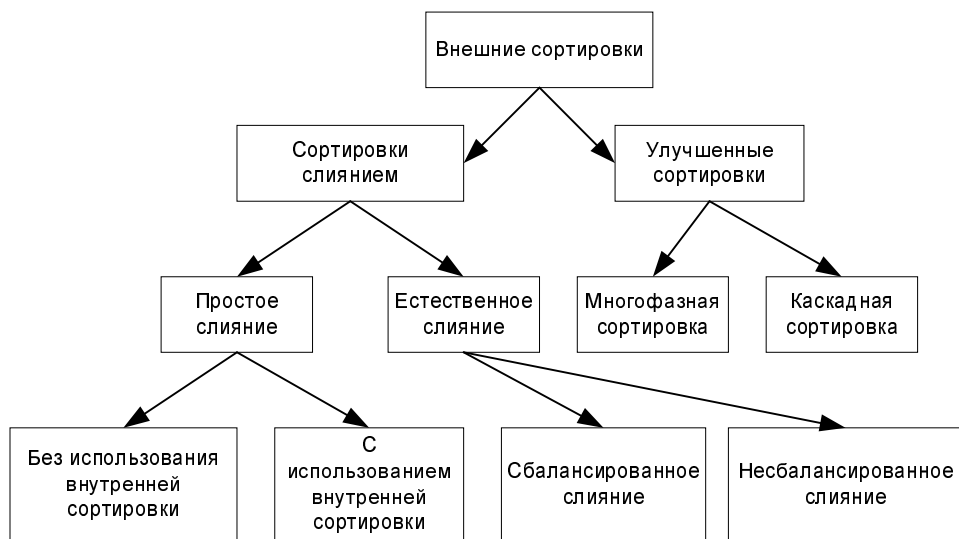 Внешние сортировки
Сортировки
слиянием
Улучшенные
сортировки
Простое
слияние
Естественное
слияние
Многофазная
сортировка
Каскадная
сортировка
Без использования
внутренней
сортировки
С
использованием
внутренней
сортировки
Сбалансированное
слияние
Несбалансированное
слияние